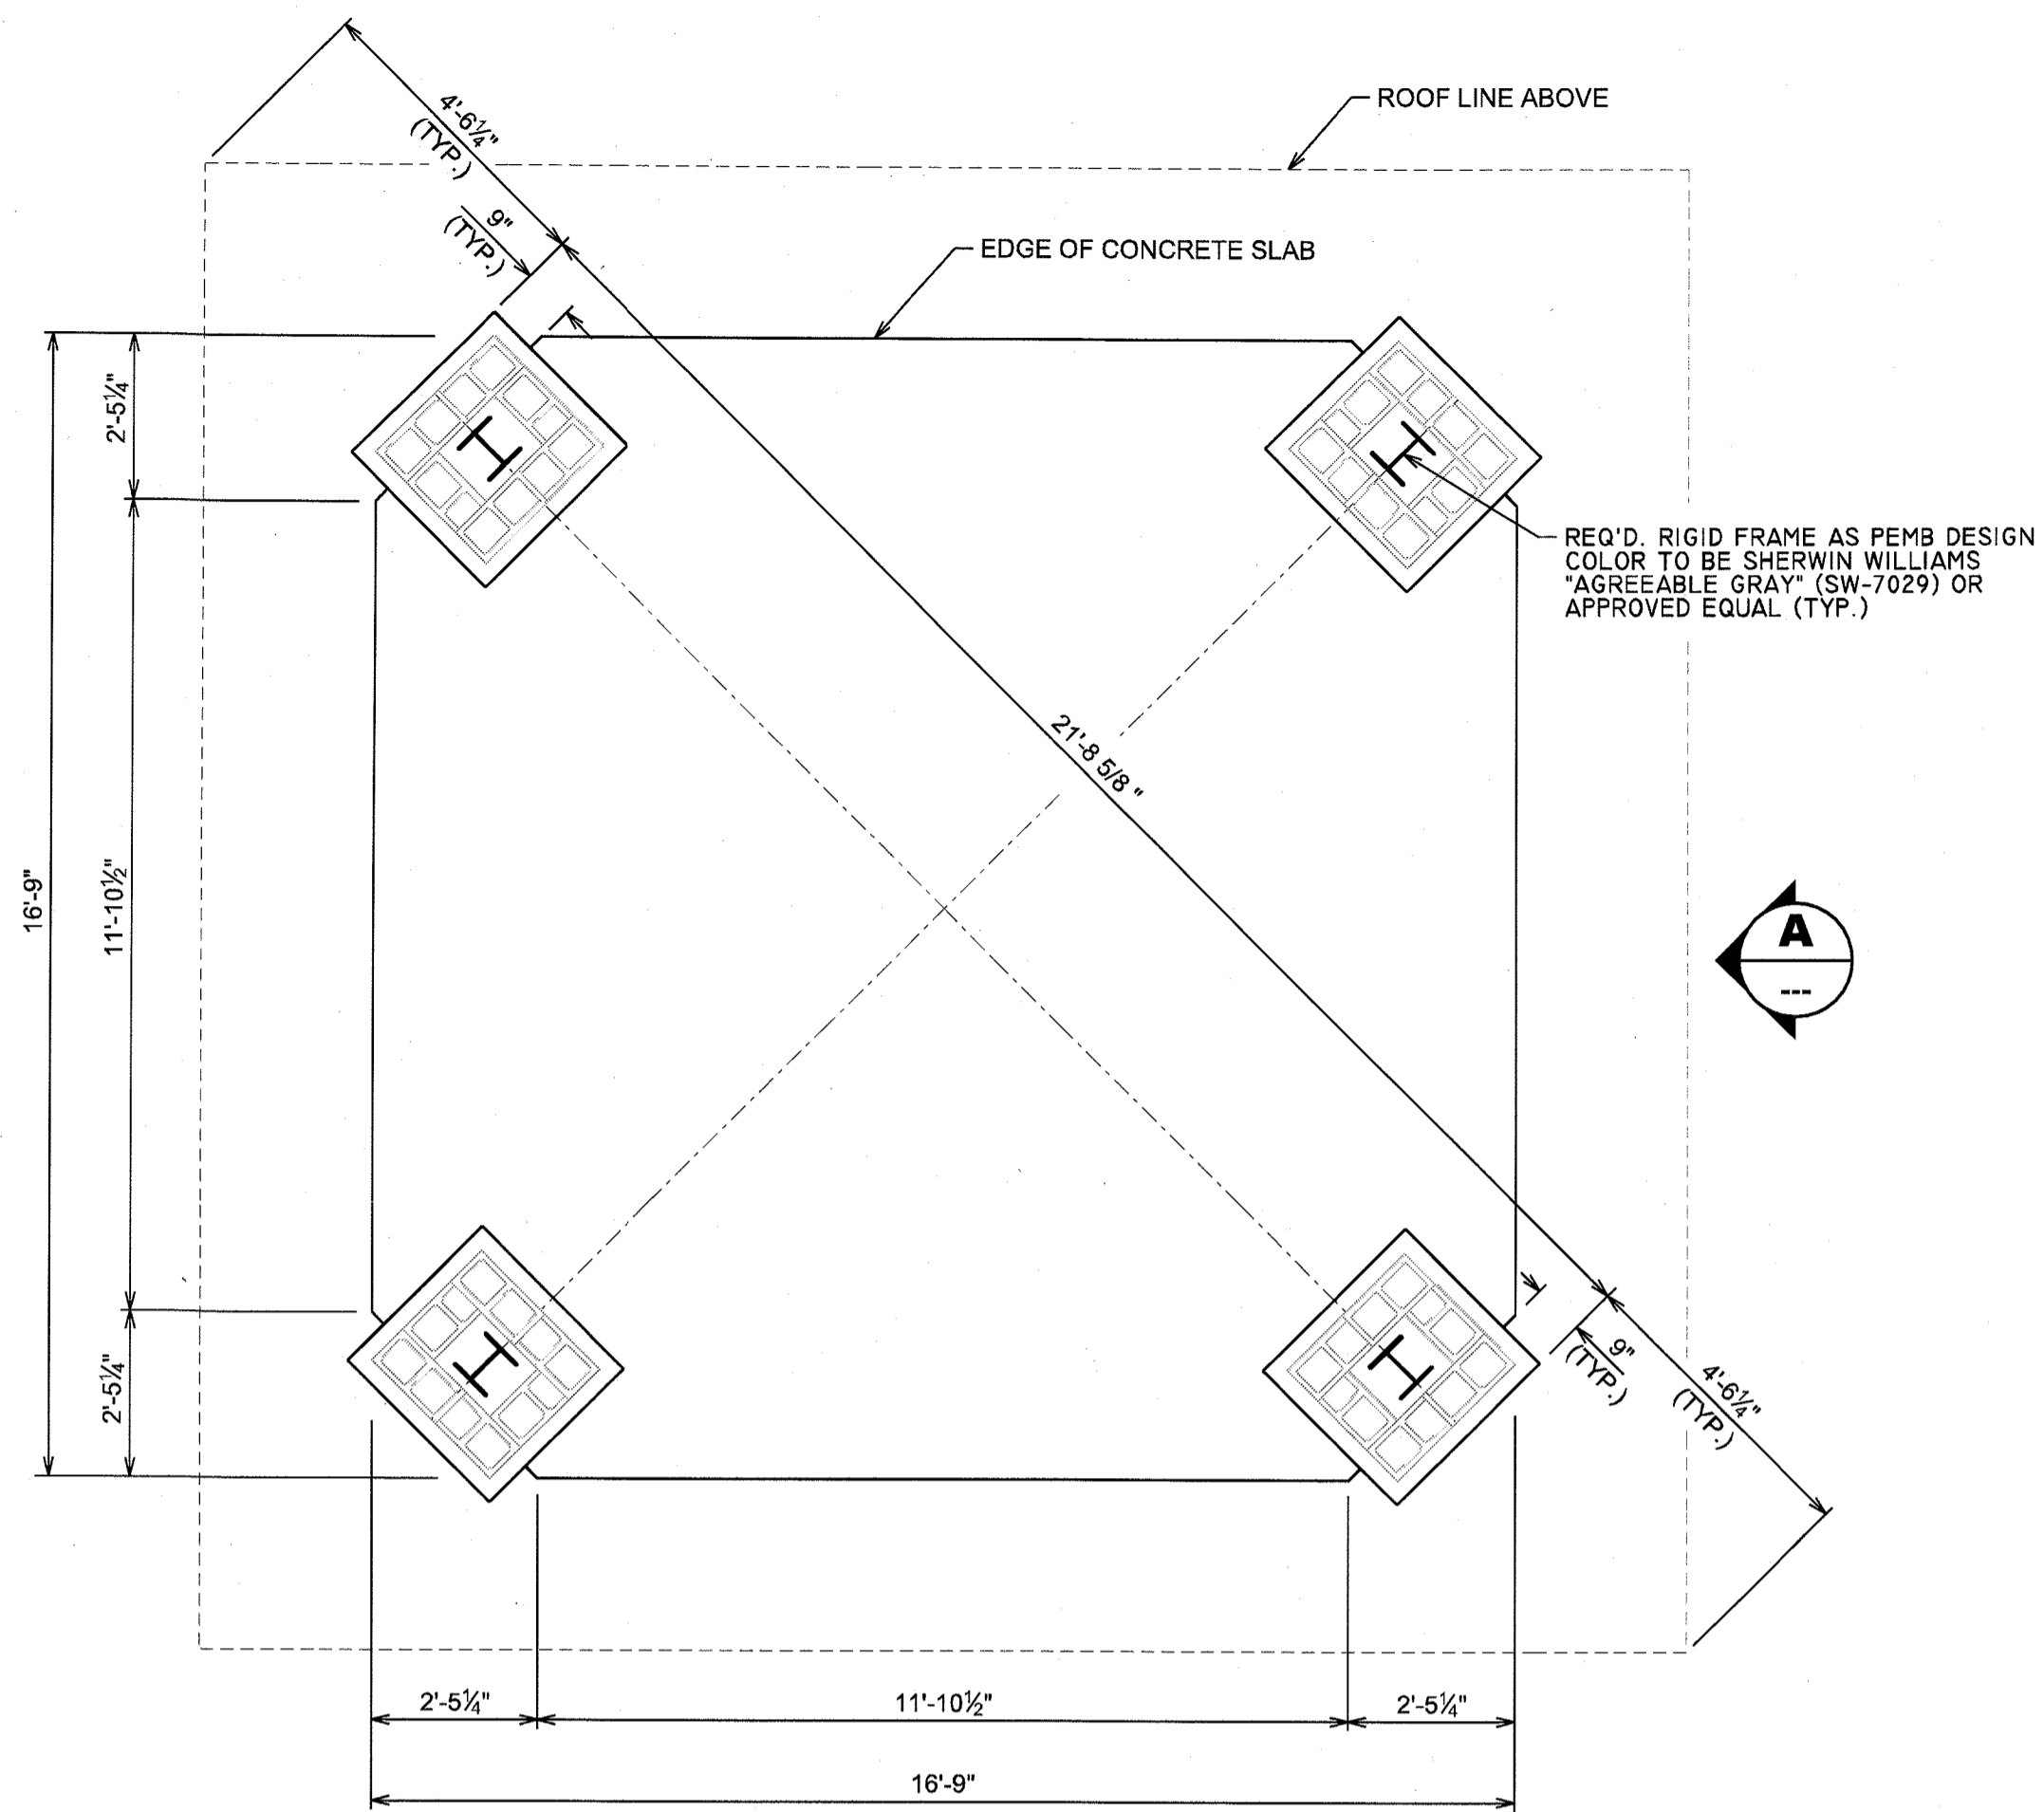 4'-6¼"
(TYP.)
ROOF LINE ABOVE
9"
(TYP.)
EDGE OF CONCRETE SLAB
2'-5¼"
REQ'D. RIGID FRAME AS PEMB DESIGN
COLOR TO BE SHERWIN WILLIAMS
"AGREEABLE GRAY" (SW-7029) OR
APPROVED EQUAL (TYP.)
21'-8 5/8 "
16'-9"
11'-10½"
A
---
2'-5¼"
9"
(TYP.)
4'-6¼"
(TYP.)
2'-5¼"
11'-10½"
2'-5¼"
16'-9"